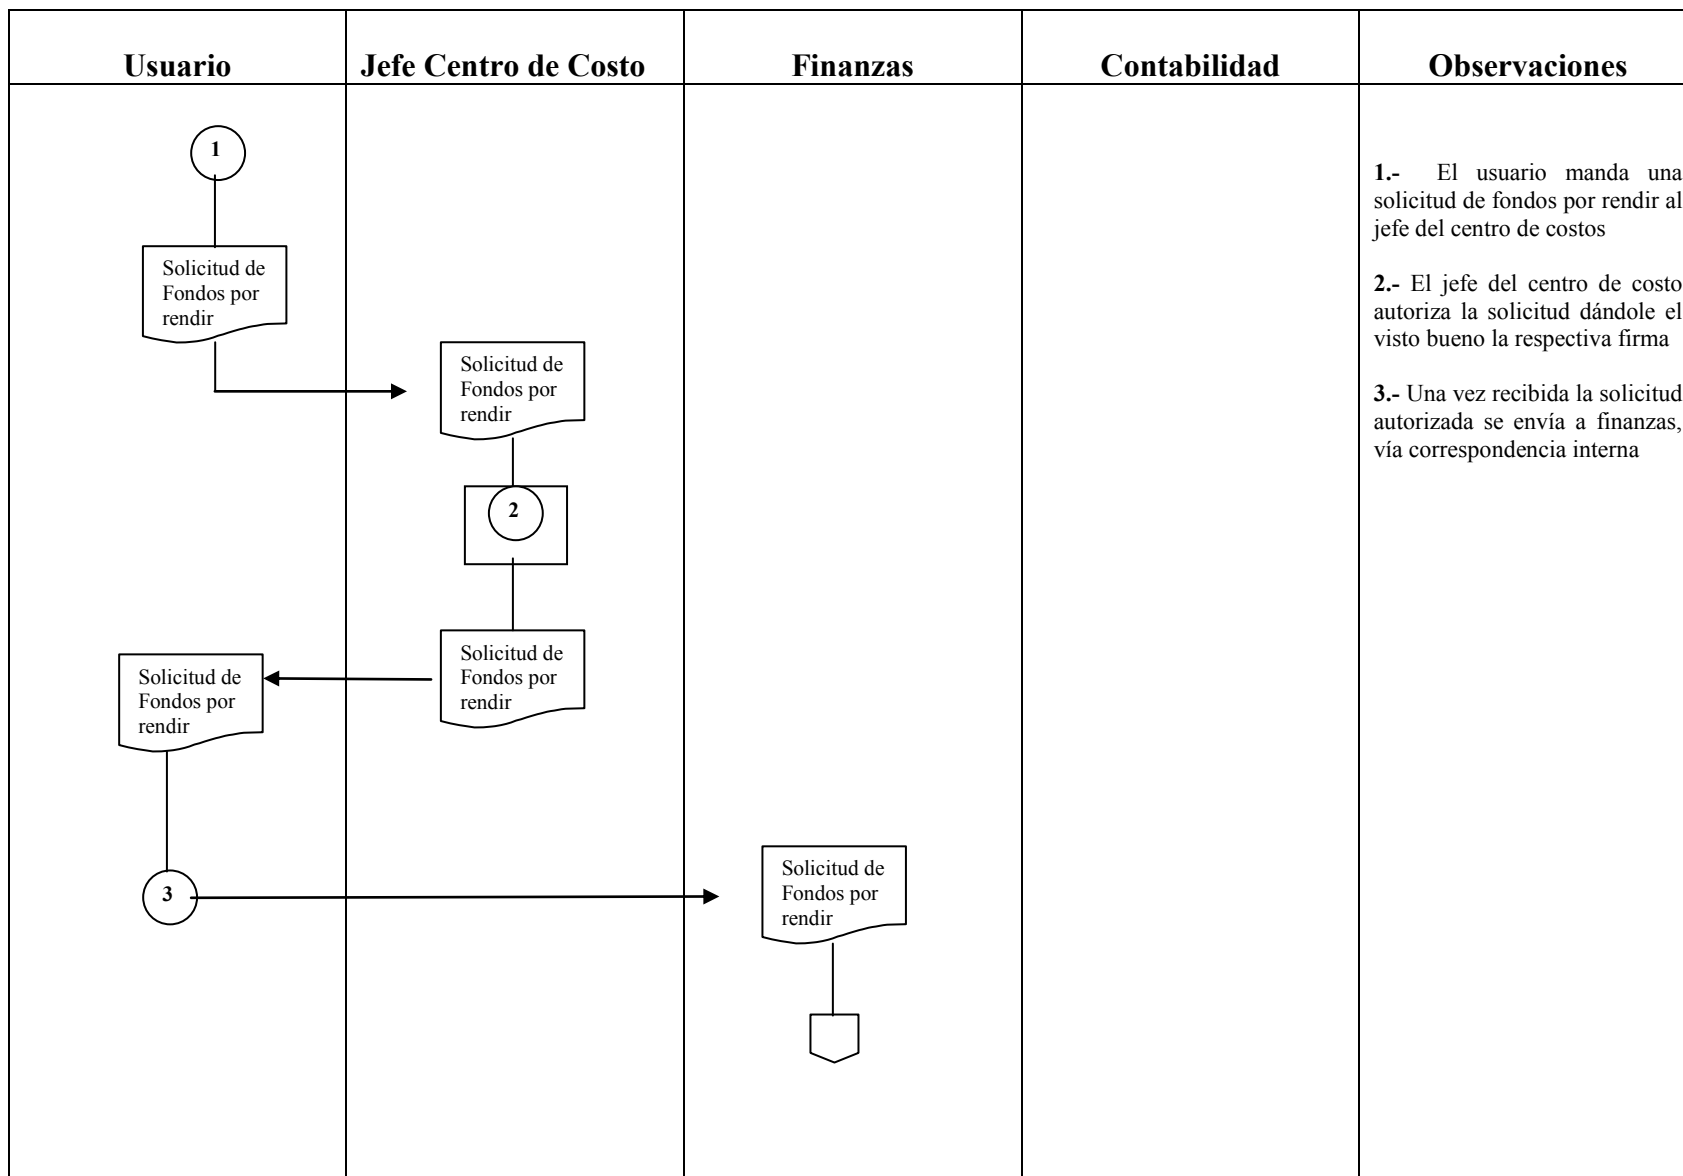 Usuario
Jefe Centro de Costo
Finanzas
Contabilidad
Observaciones
1
Solicitud de
Fondos por
rendir
Solicitud de
Fondos por
rendir
2
Solicitud de
Fondos por
rendir
Solicitud de
Fondos por
rendir
3
Solicitud de
Fondos por
rendir
1.- El usuario manda una
solicitud de fondos por rendir al
jefe del centro de costos
2.- El jefe del centro de costo
autoriza la solicitud dándole el
visto bueno la respectiva firma
3.- Una vez recibida la solicitud
autorizada se envía a finanzas,
vía correspondencia interna